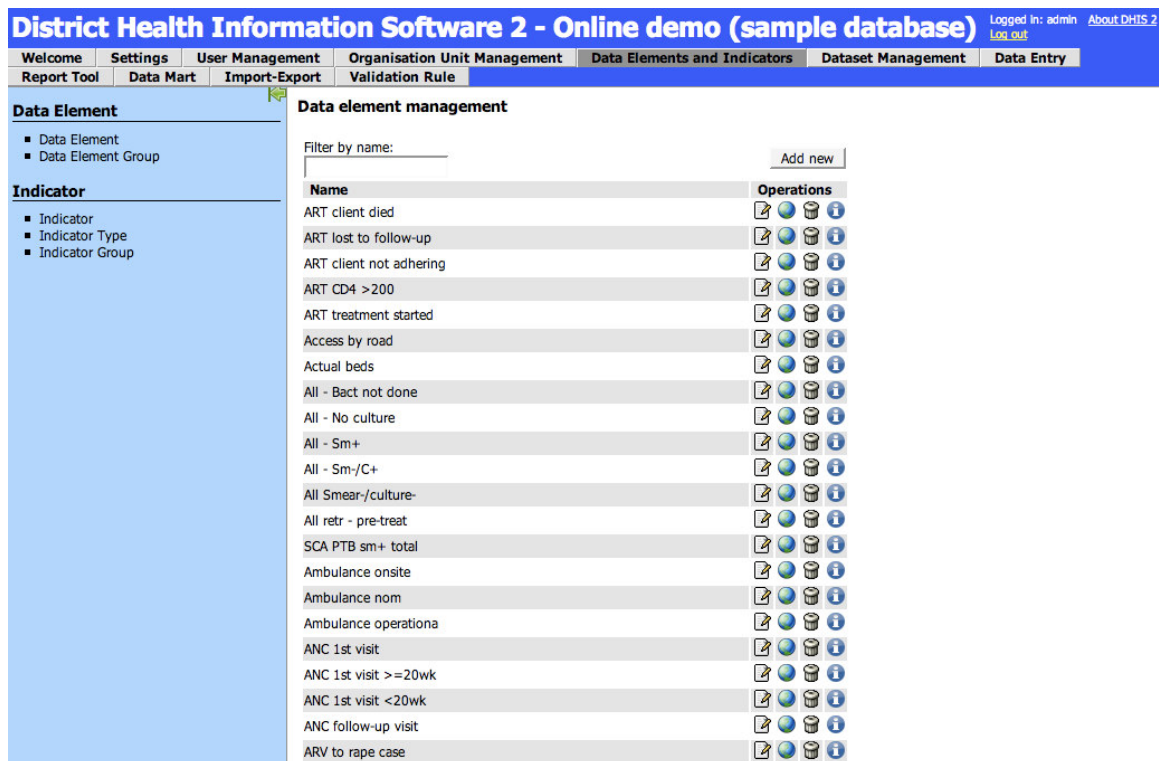 District Health Information Software 2 - Online demo (sample database)
Logged in: admin About DHIS 2
Log out
Welcome Settings User Management Organisation Unit Management Data Elements and Indicators Dataset Management Data Entry
Report Tool Data Mart Import-Export Validation Rule
Data Element
Data Element
Data Element Group
Indicator
Indicator
Indicator Type
Indicator Group
Data element management
Filter by name:
Add new
Name Operations
ART client died
ART lost to follow-up
ART client not adhering
ART CD4 >200
ART treatment started
Access by road
Actual beds
All - Bact not done
All - No culture
All - Sm+
All - Sm-/C+
All Smear-/culture-
All retr - pre-treat
SCA PTB sm+ total
Ambulance onsite
Ambulance nom
Ambulance operationa
ANC 1st visit
ANC 1st visit >=20wk
ANC 1st visit <20wk
ANC follow-up visit
ARV to rape case